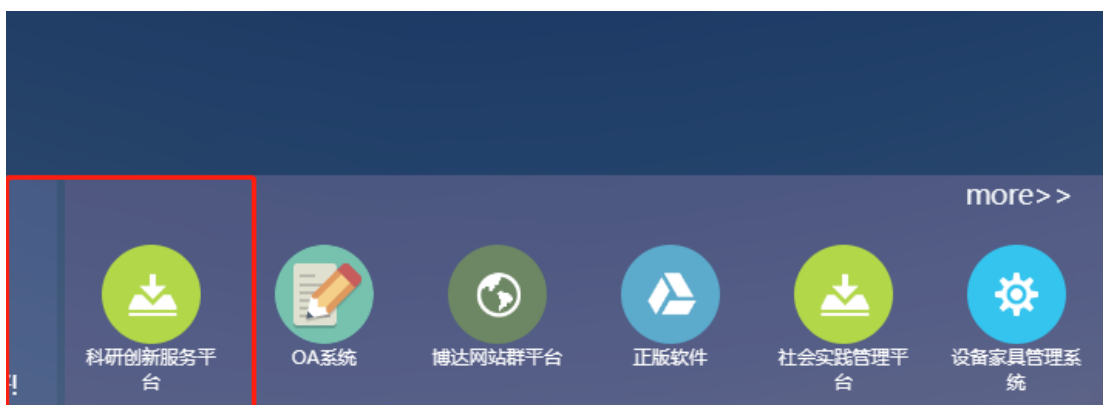 more>>
科研创新服务平
台
OA系统
博达网站群平台
正版软件
社会实践管理平
台
设备家具管理系
统